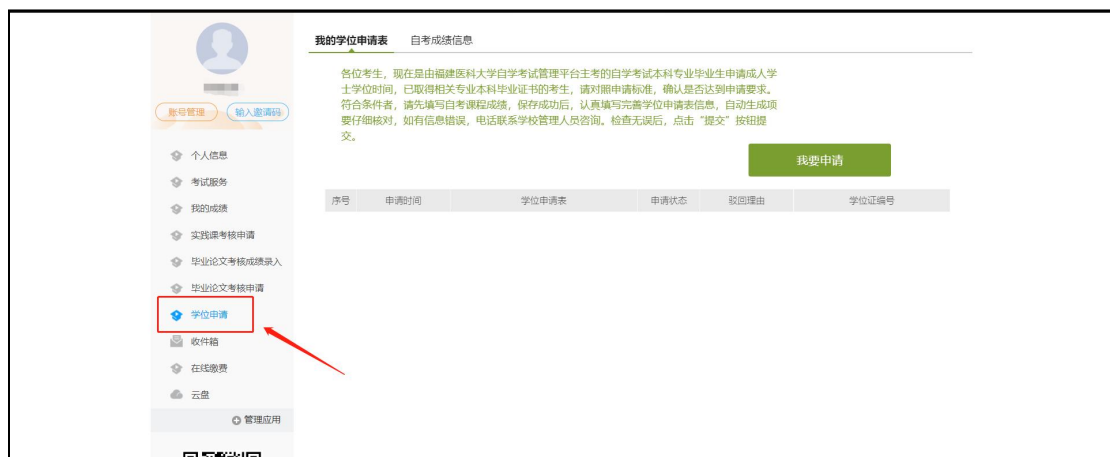 我的学位申请表 自考成绩信息
各位考生，现在是由福建医科大学自学考试管理平台主考的自学考试本科专业毕业生申请成人学
士学位时间，已取得相关专业本科毕业证书的考生，请对照申请标准，确认是否达到申请要求。
符合条件者，请先填写自考课程成绩，保存成功后，认真填写完善学位申请表信息，自动生成项
要仔细核对，如有信息错误，电话联系学校管理人员咨询。检查无误后，点击“提交”按钮提
交。
我要申请
序号 申请时间 学位申请表 申请状态 驳回理由 学位证编号
账号管理 输入邀请码
个人信息
考试服务
我的成绩
实践课考核申请
毕业论文考核成绩录入
毕业论文考核申请
学位申请
收件箱
在线缴费
云盘
管理应用